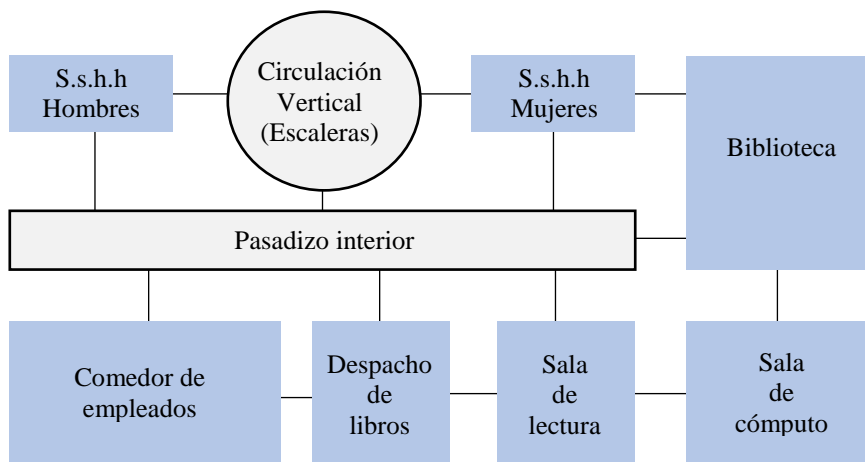 S.s.h.h
Hombres
Circulación
Vertical
(Escaleras)
S.s.h.h
Mujeres
Biblioteca
Pasadizo interior
Comedor de
empleados
Despacho
de
libros
Sala
de
lectura
Sala
de
cómputo